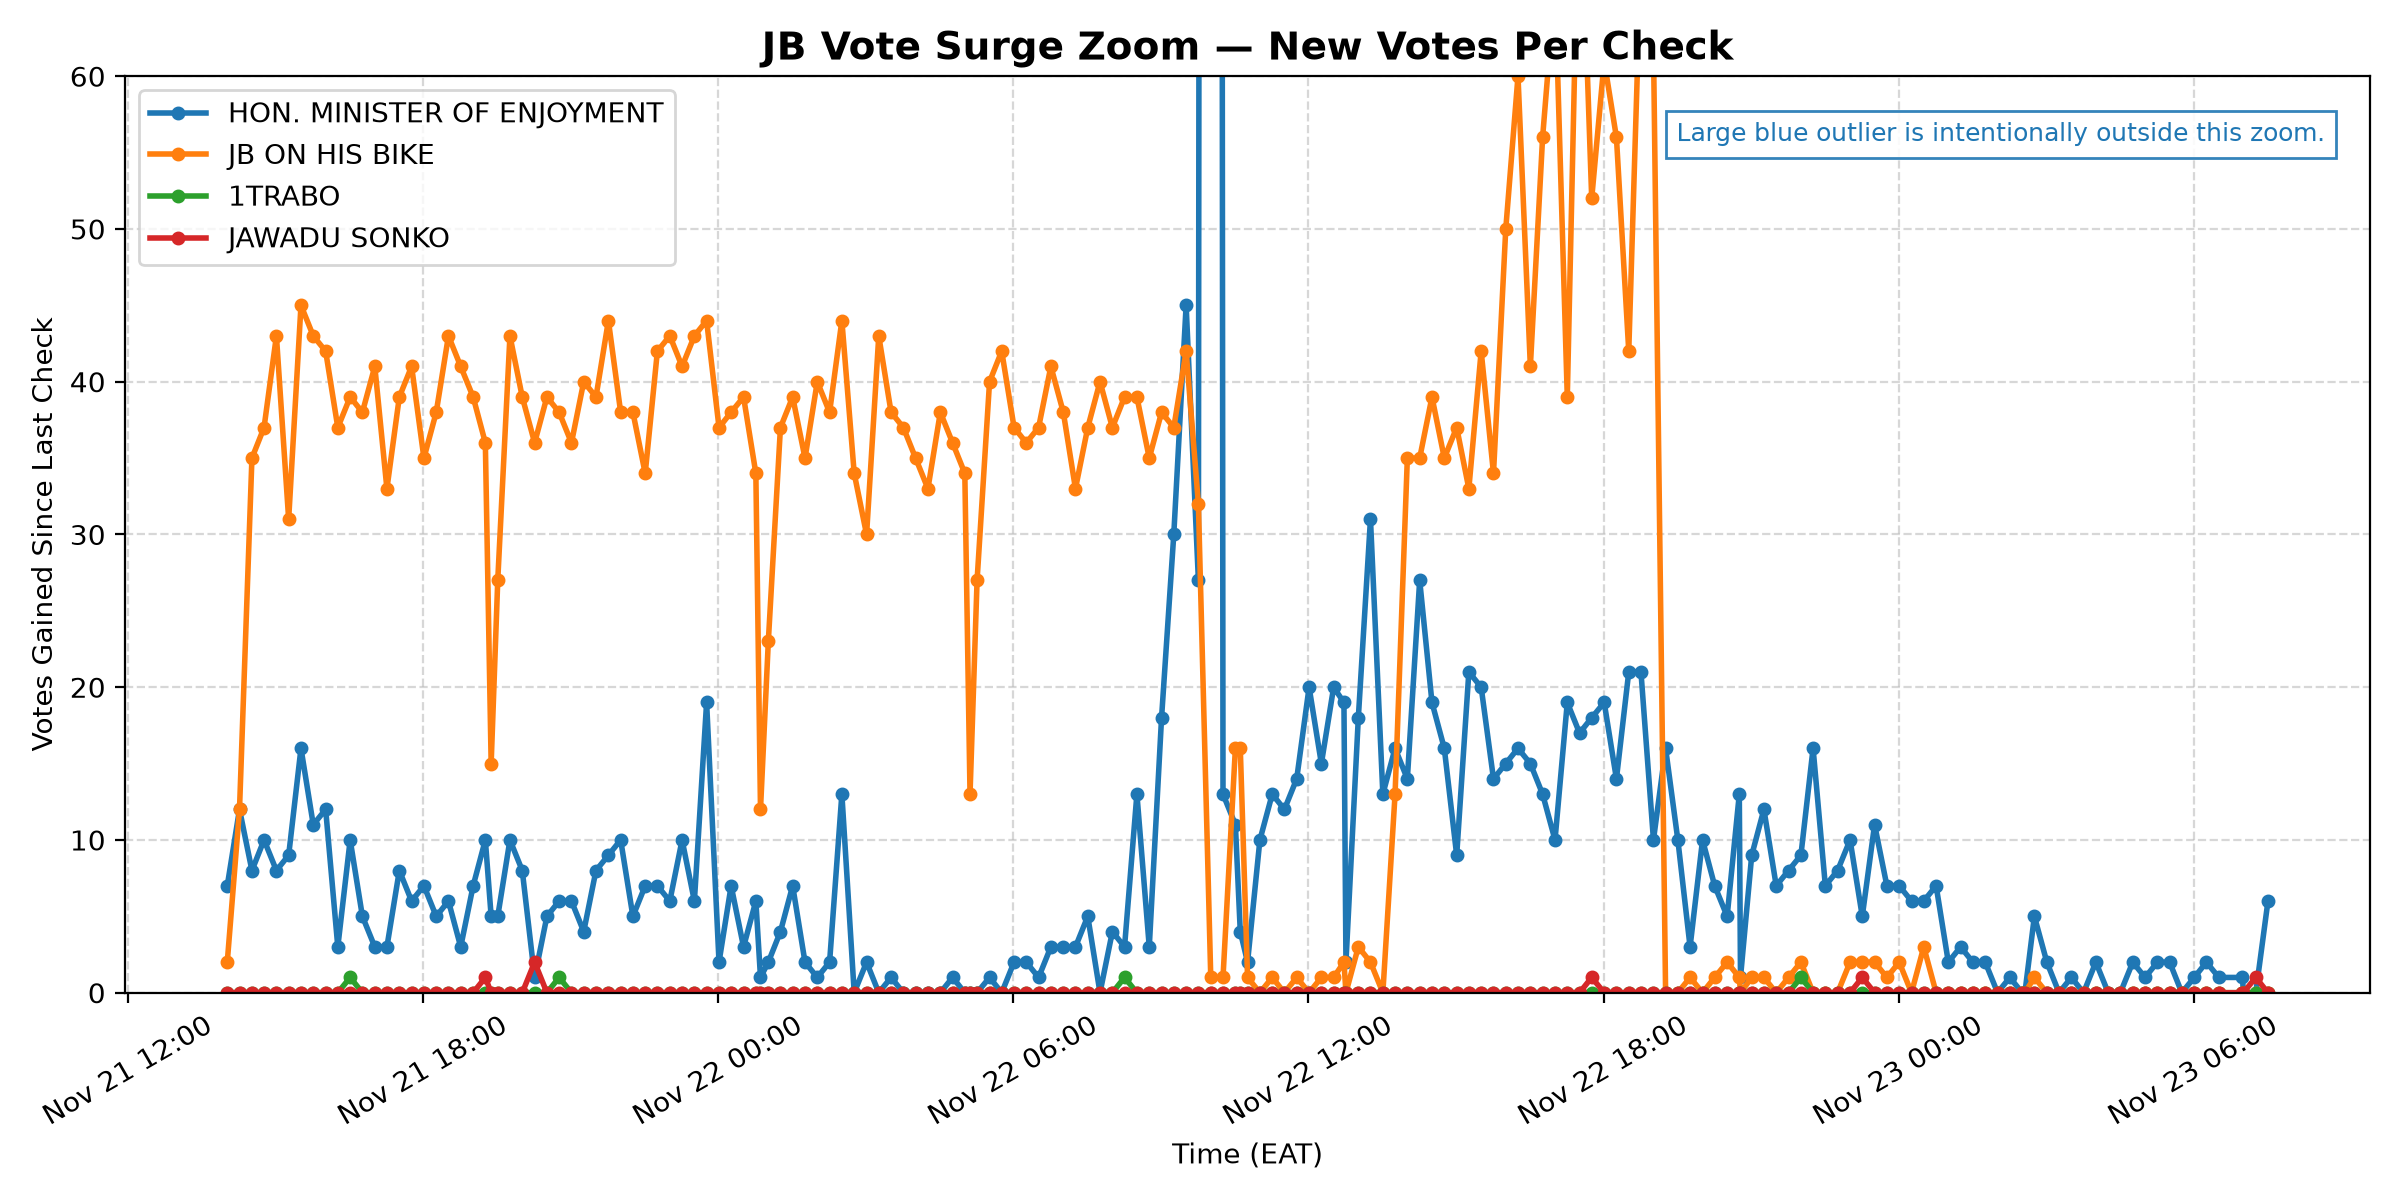 JB Vote Surge Zoom — New Votes Per Check
60
50
40
30
20
10
0
Votes Gained Since Last Check
HON. MINISTER OF ENJOYMENT
JB ON HIS BIKE
1TRABO
JAWADU SONKO
Large blue outlier is intentionally outside this zoom.
Nov 21 12:00
Nov 21 18:00
Nov 22 00:00
Nov 22 06:00
Nov 22 12:00
Nov 22 18:00
Nov 23 00:00
Nov 23 06:00
Time (EAT)